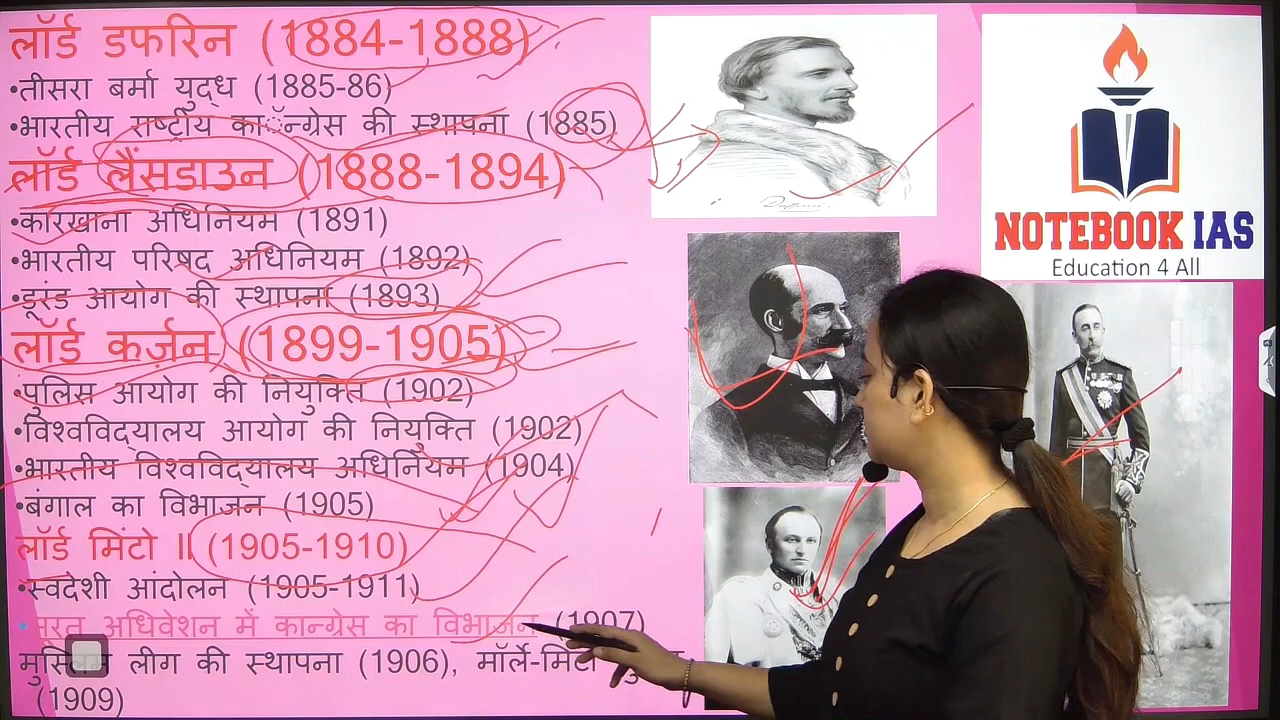 लॉर्ड डफरिन (1884-1888)
•तीसरा बर्मा युद्ध (1885-86)
•भारतीय राष्ट्रीय काॅन्ग्रेस की स्थापना (1885)
लॉर्ड लैंसडाउन (1888-1894)
•कारखाना अधिनियम (1891)
•भारतीय परिषद अधिनियम (1892)
•डूरंड आयोग की स्थापना (1893)
लॉर्ड कर्ज़न (1899-1905)
•पुलिस आयोग की नियुक्ति (1902)
•विश्वविद्यालय आयोग की नियुक्ति (1902)
•भारतीय विश्वविद्यालय अधिनियम (1904)
•बंगाल का विभाजन (1905)
लॉर्ड मिंटो II (1905-1910)
•स्वदेशी आंदोलन (1905-1911)
•सूरत अधिवेशन में कान्ग्रेस का विभाजन (1907)
मुस्लिम लीग की स्थापना (1906), मॉर्ले-मिंटो
(1909)
NOTEBOOK IAS
Education 4 All